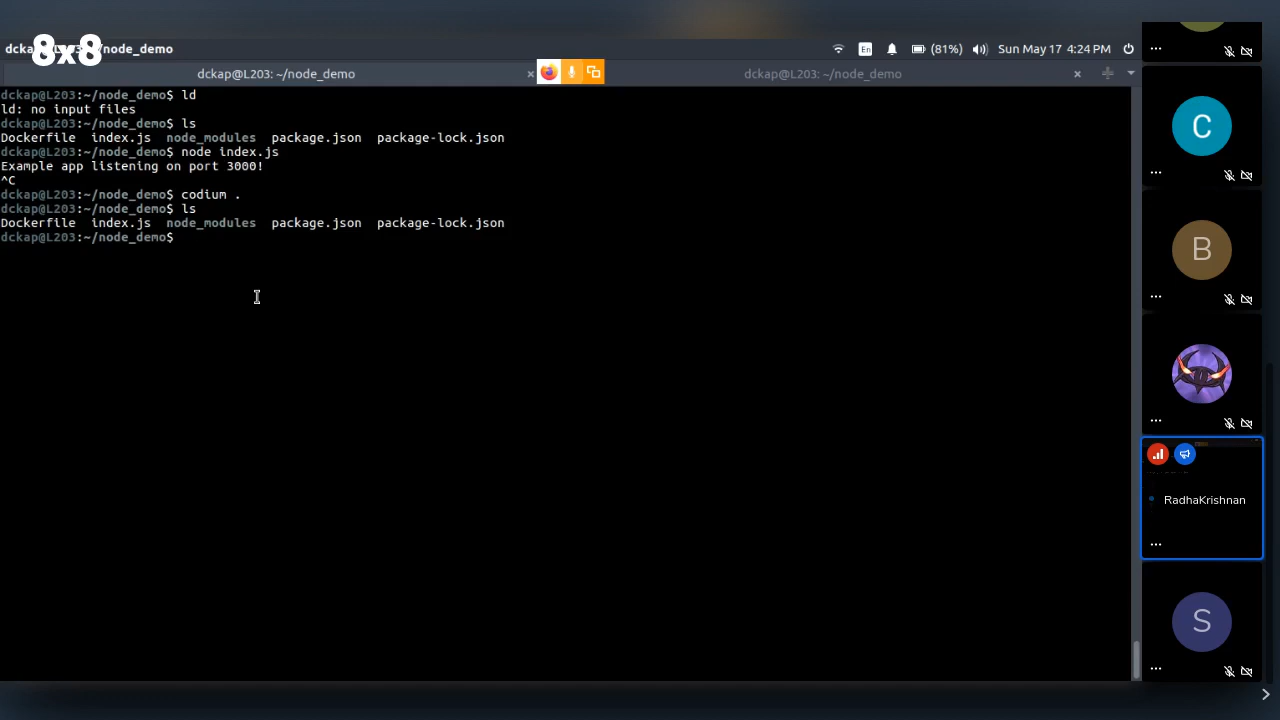 dcka
8x8
/node_demo
En
(81%)
Sun May 17 4:24 PM
dckap@L203: ~/node_demo
dckap@L203: ~/node_demo
dckap@L203:~/node_demo$ ld
ld: no input files
dckap@L203:~/node_demo$ ls
Dockerfile index.js node_modules package.json package-lock.json
dckap@L203:~/node_demo$ node index.js
Example app listening on port 3000!
^C
dckap@L203:~/node_demo$ codium .
dckap@L203:~/node_demo$ ls
Dockerfile index.js node_modules package.json package-lock.json
dckap@L203:~/node_demo$
C
B
RadhaKrishnan
S